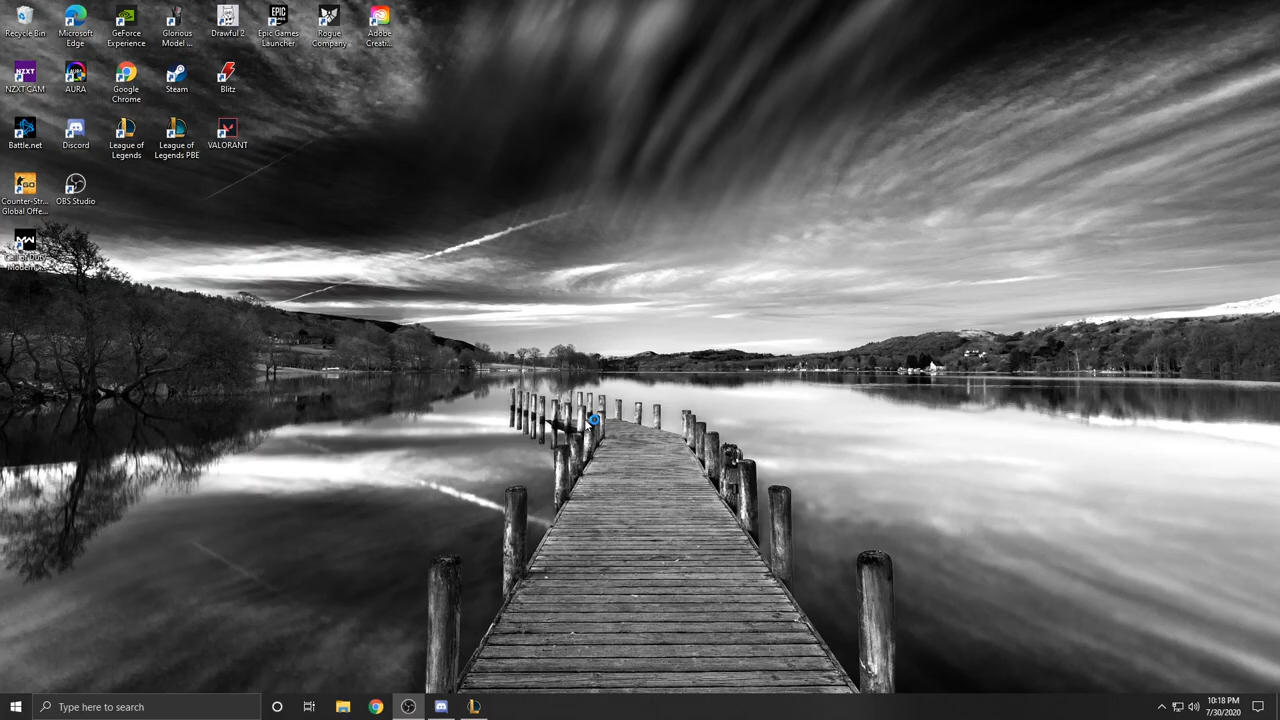 Recycle Bin
Microsoft
Edge
GeForce
Experience
Glorious
Model ...
Drawful 2
Epic Games
Launcher
Rogue
Company
Adobe
Creati...
NZXT
NZXT CAM
AURA
Google
Chrome
Steam
Blitz
Battle.net
Discord
League of
Legends
League of
Legends PBE
VALORANT
Counter-Str...
Global Offe...
OBS Studio
Call of Duty
Modern ...
Type here to search
10:18 PM
7/30/2020